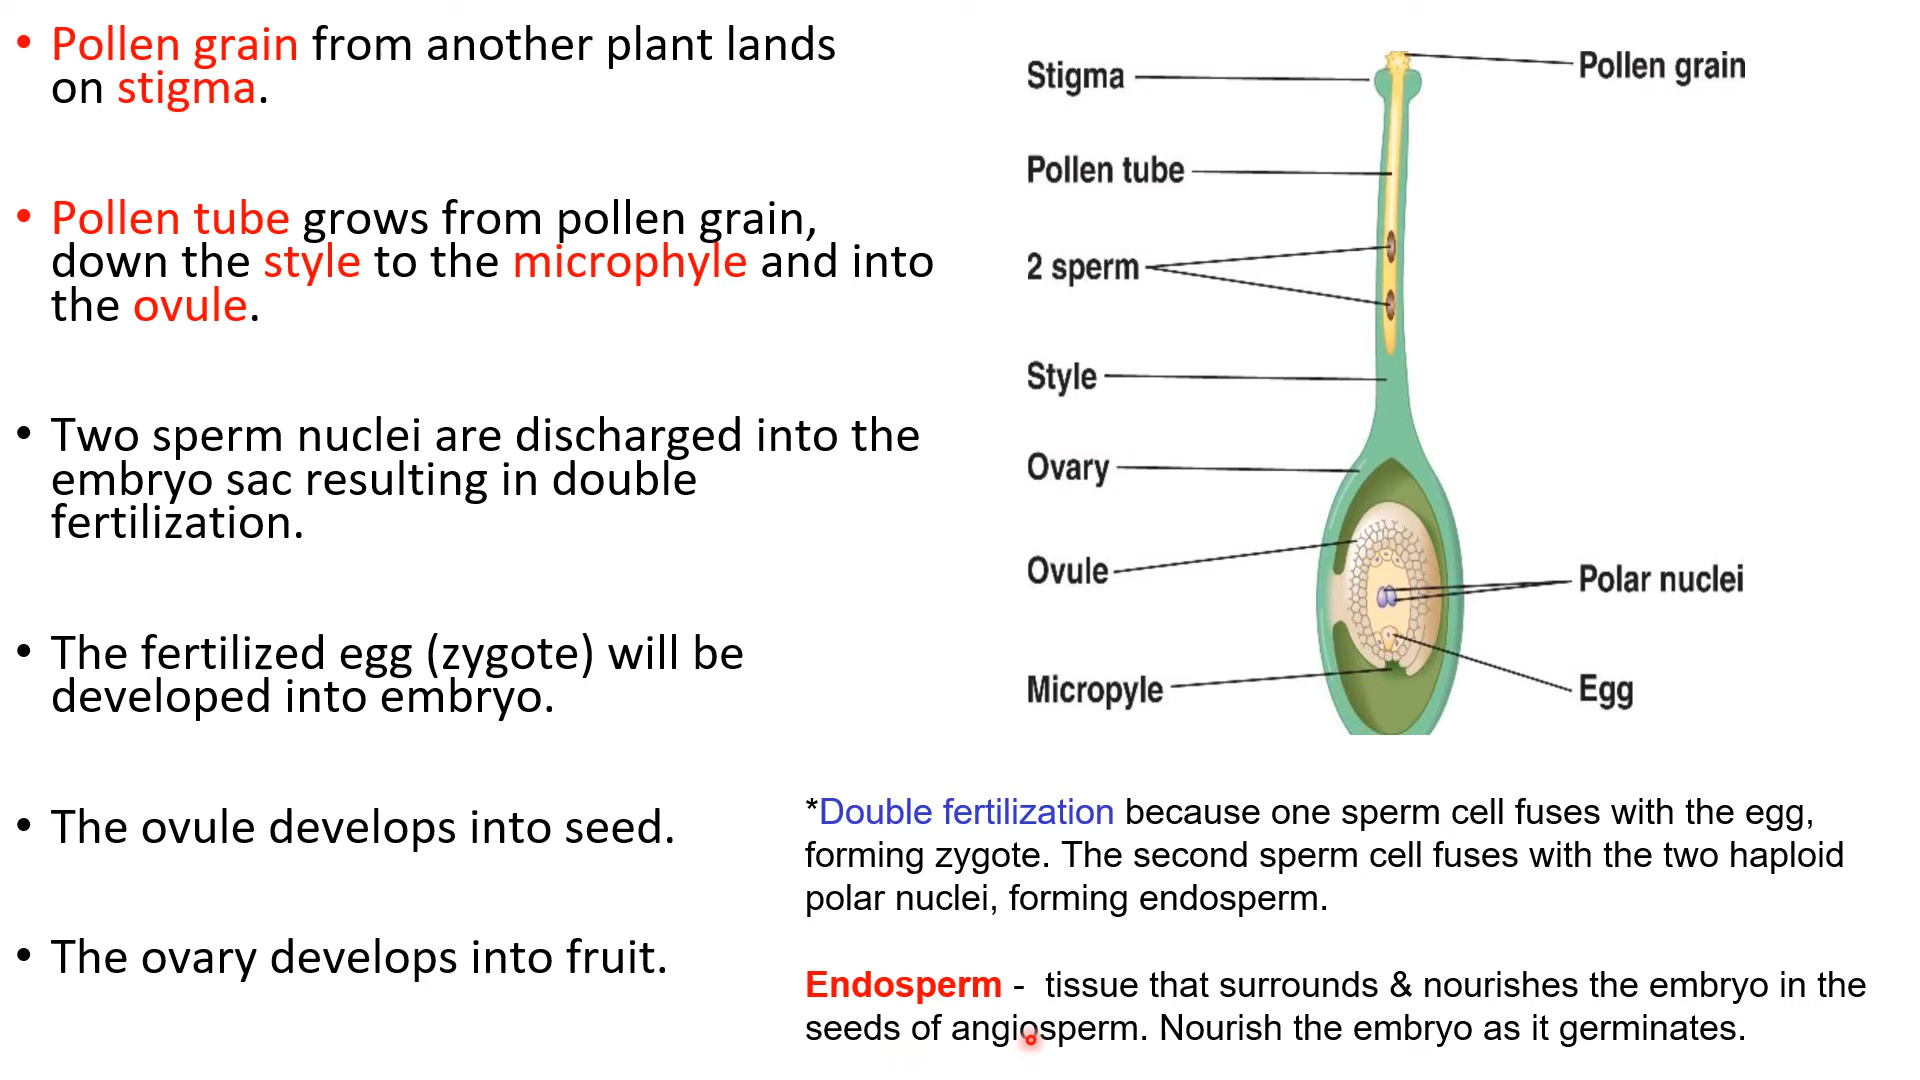 • Pollen grain from another plant lands
on stigma.
• Pollen tube grows from pollen grain,
down the style to the microphyle and into
the ovule.
• Two sperm nuclei are discharged into the
embryo sac resulting in double
fertilization.
• The fertilized egg (zygote) will be
developed into embryo.
• The ovule develops into seed.
• The ovary develops into fruit.
Stigma
Pollen grain
Pollen tube
2 sperm
Style
Ovary
Ovule
Polar nuclei
Micropyle
Egg
*Double fertilization because one sperm cell fuses with the egg,
forming zygote. The second sperm cell fuses with the two haploid
polar nuclei, forming endosperm.
Endosperm - tissue that surrounds & nourishes the embryo in the
seeds of angiosperm. Nourish the embryo as it germinates.